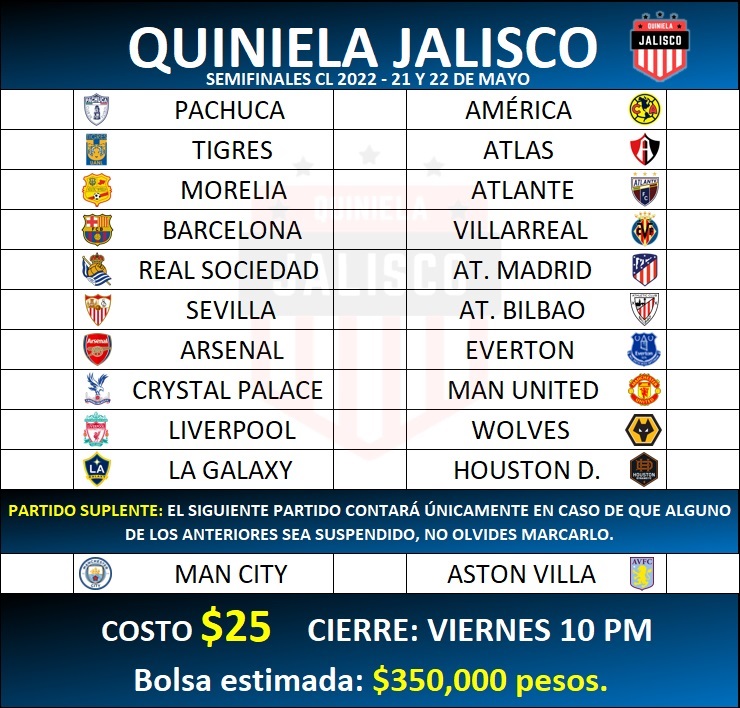 QUINIELA JALISCO
QUINIELA
JALISCO
SEMIFINALES CL 2022 - 21 Y 22 DE MAYO
PACHUCA AMÉRICA
TIGRES ATLAS
MORELIA ATLANTE
BARCELONA VILLARREAL
REAL SOCIEDAD AT. MADRID
SEVILLA AT. BILBAO
ARSENAL EVERTON
CRYSTAL PALACE MAN UNITED
LIVERPOOL WOLVES
LA GALAXY HOUSTON D.
QUINIELA
JALISCO
PARTIDO SUPLENTE: EL SIGUIENTE PARTIDO CONTARÁ ÚNICAMENTE EN CASO DE QUE ALGUNO
DE LOS ANTERIORES SEA SUSPENDIDO, NO OLVIDES MARCARLO.
MAN CITY ASTON VILLA
AVFC
COSTO $25 CIERRE: VIERNES 10 PM
Bolsa estimada: $350,000 pesos.